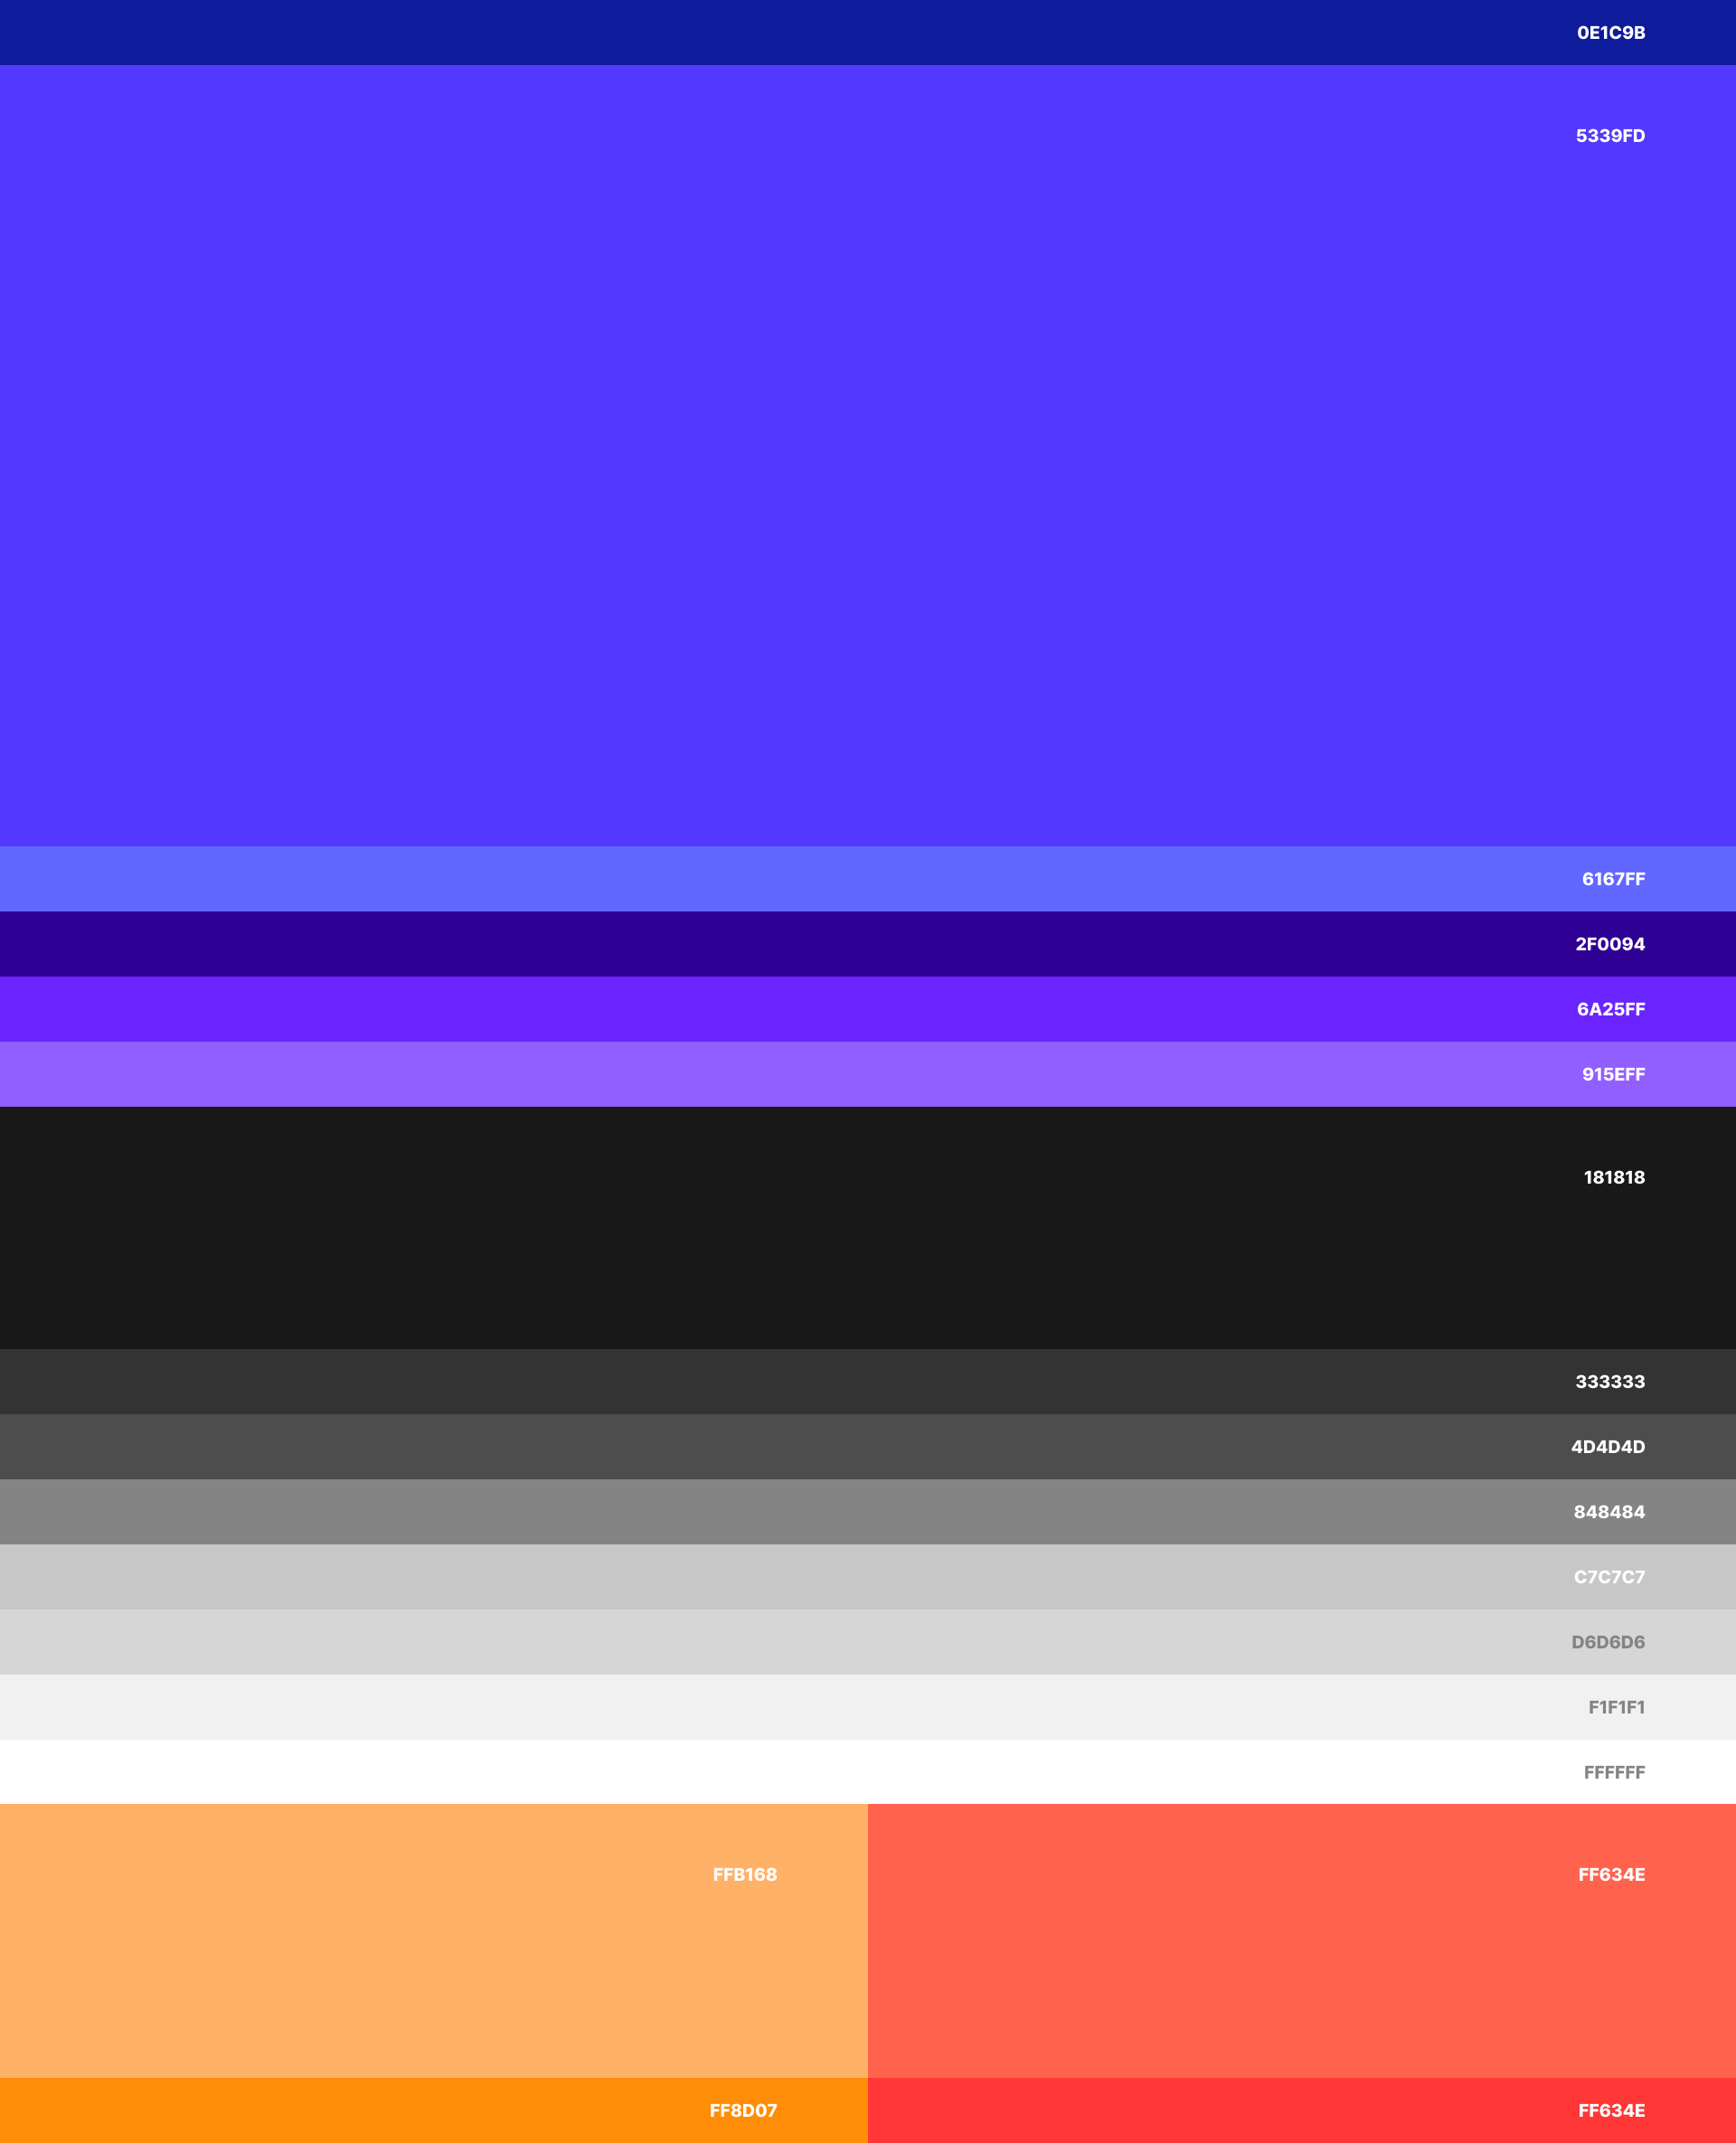 0E1C9B
5339FD
6167FF
2F0094
6A25FF
915EFF
181818
333333
4D4D4D
848484
C7C7C7
D6D6D6
F1F1F1
FFFFFF
FFB168
FF634E
FF8D07
FF634E